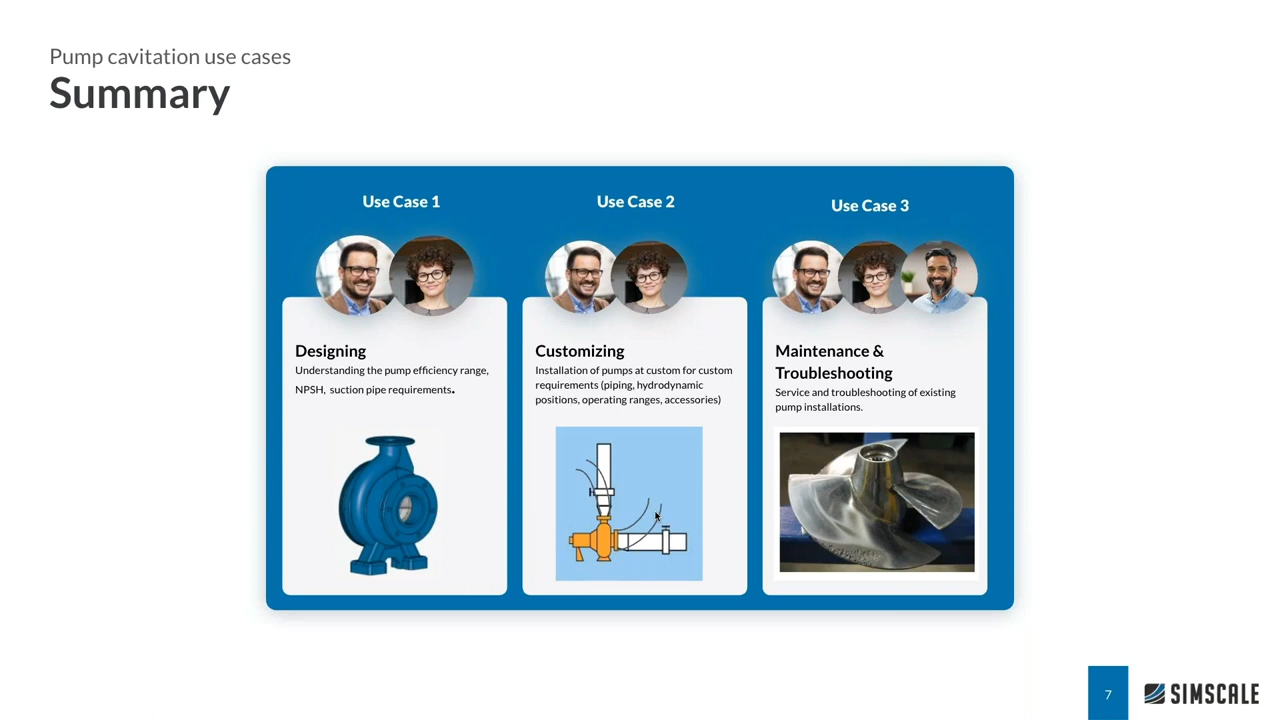 Pump cavitation use cases
Summary
Use Case 1
Use Case 2
Use Case 3
Designing
Understanding the pump efficiency range,
NPSH, suction pipe requirements.
Customizing
Installation of pumps at custom for custom
requirements (piping, hydrodynamic
positions, operating ranges, accessories)
Maintenance &
Troubleshooting
Service and troubleshooting of existing
pump installations.
7
SIMSCALE